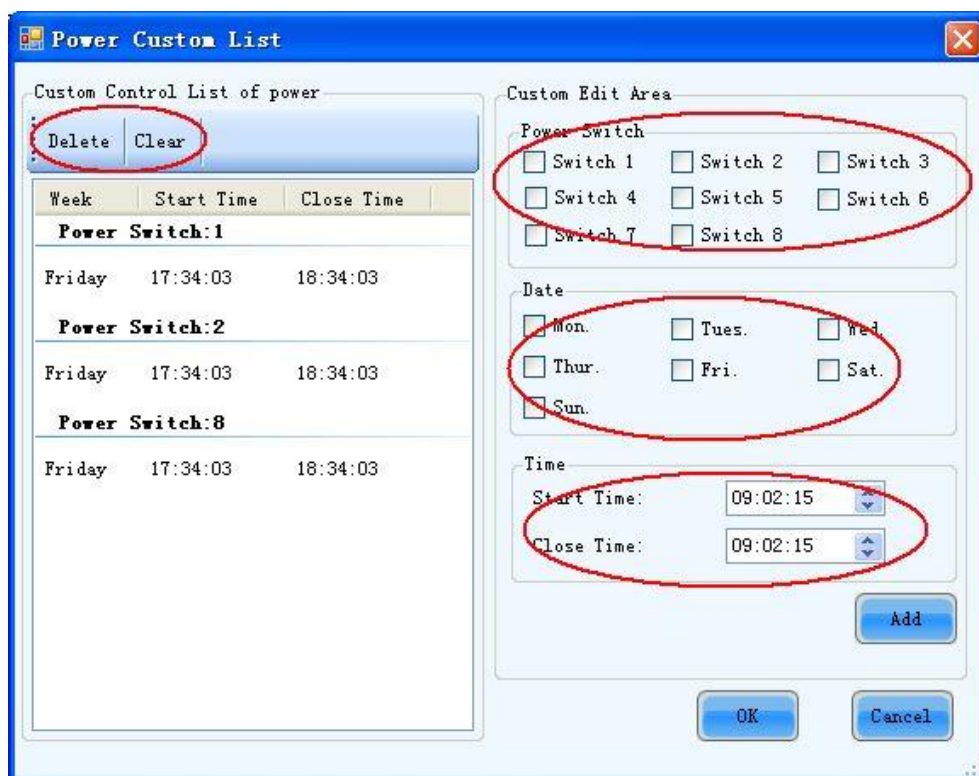 Power Custom List
Custom Control List of power
Delete Clear
Week Start Time Close Time
Power Switch:1
Friday 17:34:03 18:34:03
Power Switch:2
Friday 17:34:03 18:34:03
Power Switch:8
Friday 17:34:03 18:34:03
Custom Edit Area
Power Switch
Switch 1 Switch 2 Switch 3
Switch 4 Switch 5 Switch 6
Switch 7 Switch 8
Date
Mon. Tues. Wed.
Thur. Fri. Sat.
Sun.
Time
Start Time: 09:02:15
Close Time: 09:02:15
Add
OK Cancel